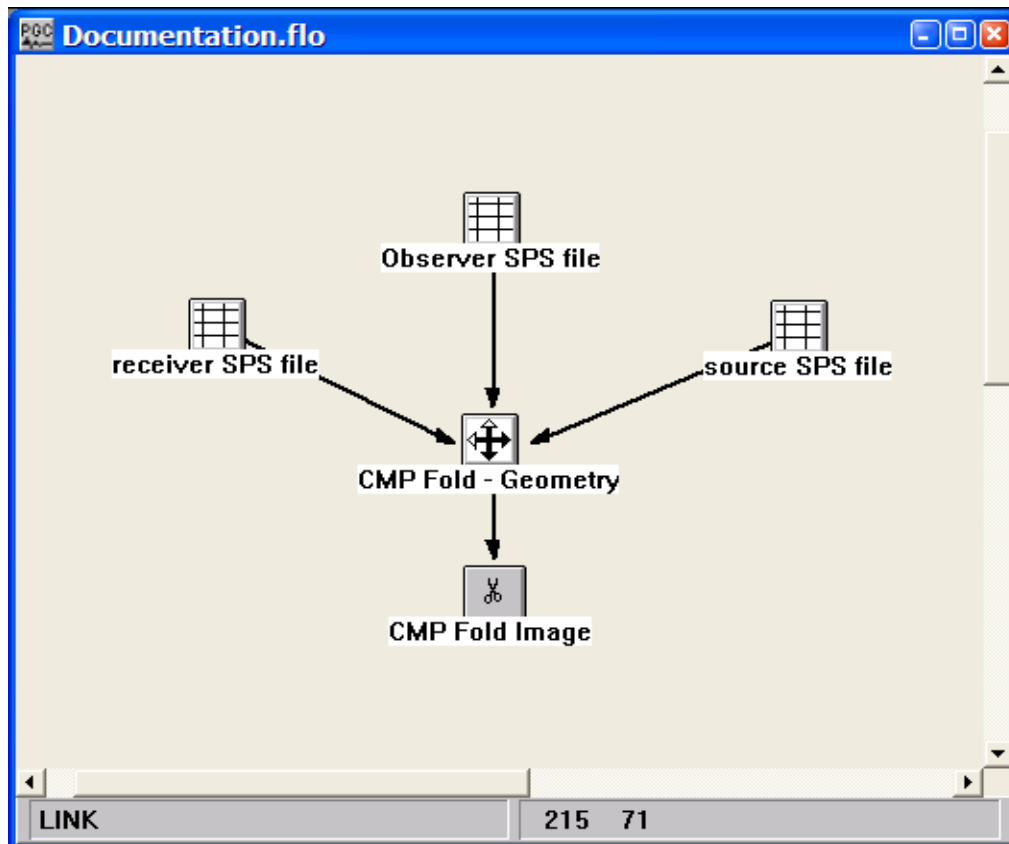 PGC
Documentation.flo
Observer SPS file
receiver SPS file
source SPS file
CMP Fold - Geometry
CMP Fold Image
LINK
215 71